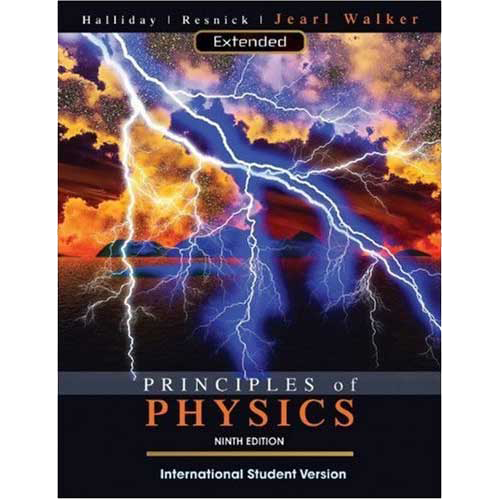 Halliday | Resnick | Jearl Walker
Extended
PRINCIPLES of
PHYSICS
NINTH EDITION
International Student Version